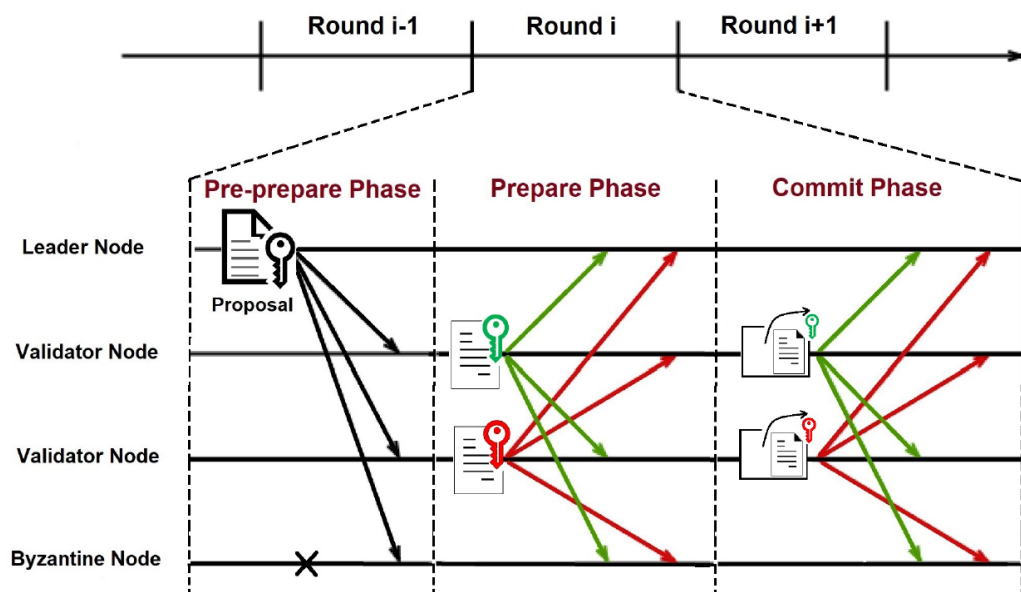 Round i-1
Round i
Round i+1
Pre-prepare Phase
Prepare Phase
Commit Phase
Leader Node
Proposal
Validator Node
Validator Node
Byzantine Node